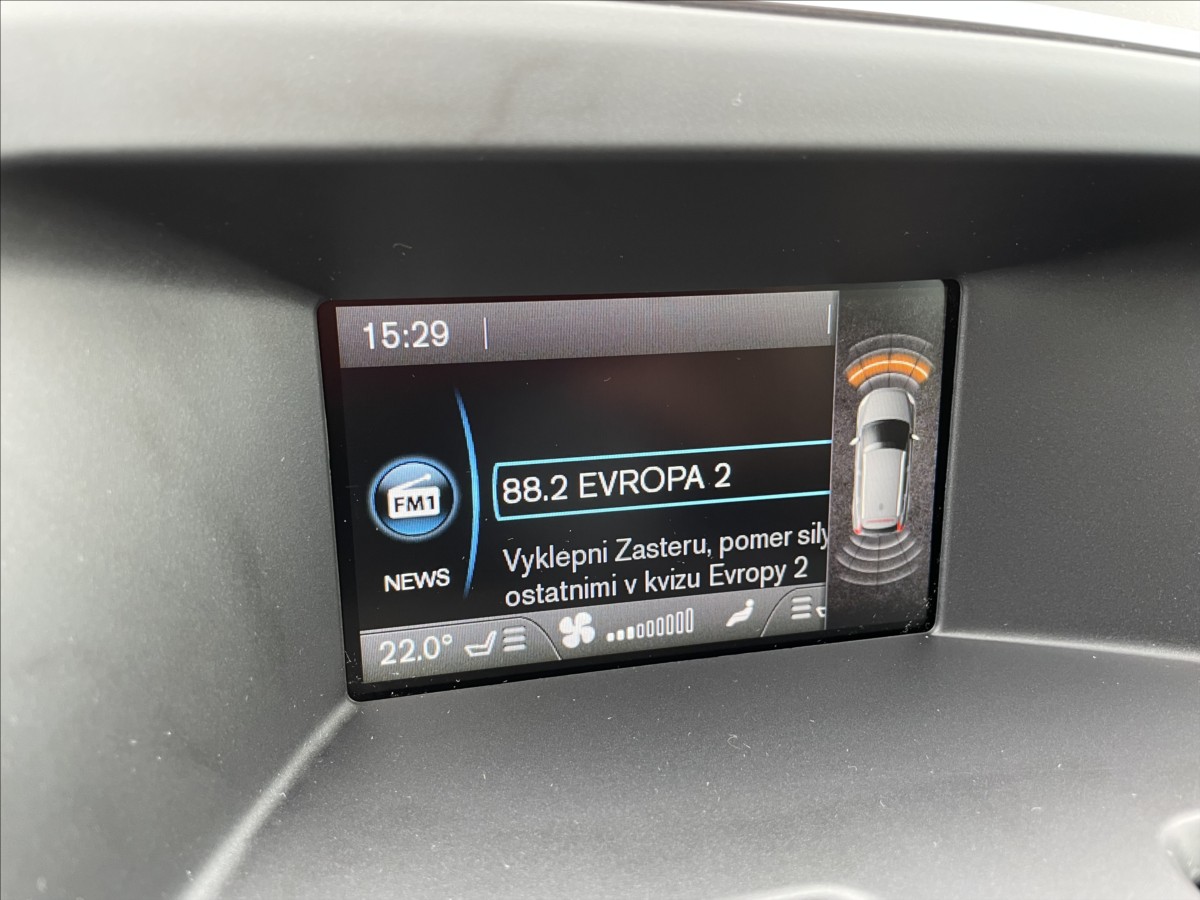 15:29
88.2 EVROPA 2
FM1
NEWS
Vyklepni Zasteru, pomer sily
ostatnimi v kvizu Evropy 2
22.0°